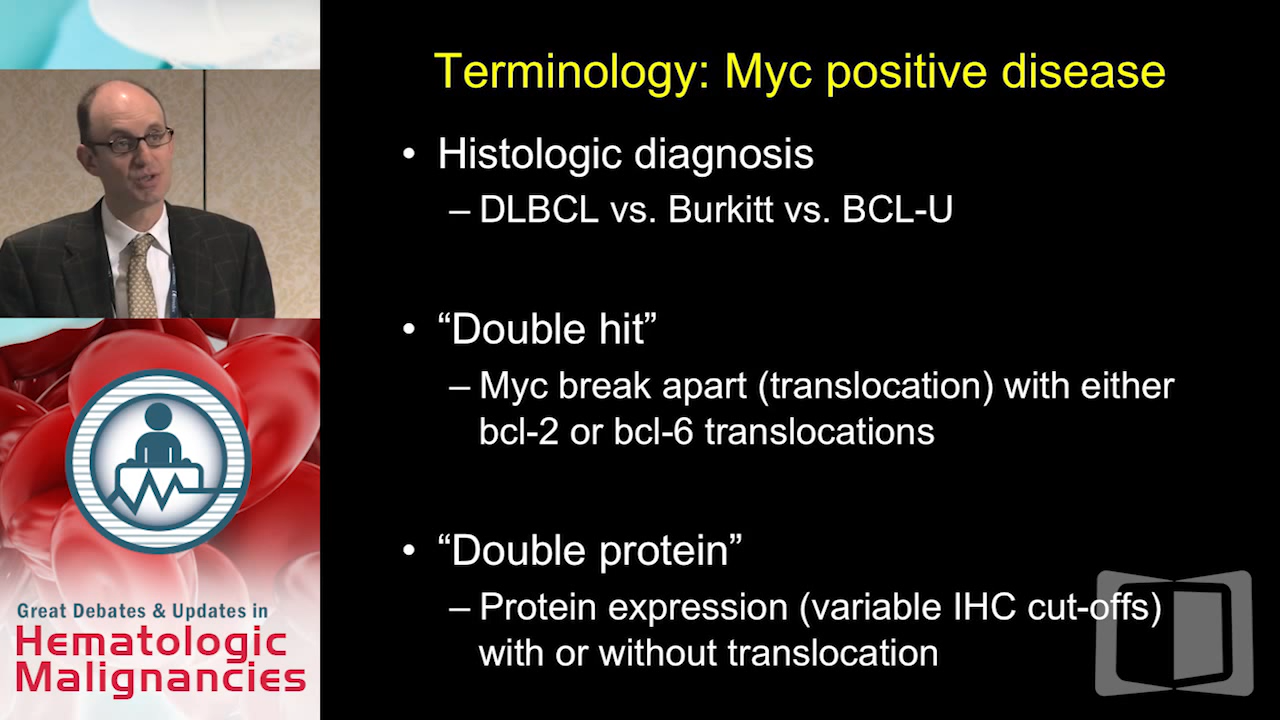 Terminology: Myc positive disease
• Histologic diagnosis
– DLBCL vs. Burkitt vs. BCL-U
• “Double hit”
– Myc break apart (translocation) with either
bcl-2 or bcl-6 translocations
• “Double protein”
– Protein expression (variable IHC cut-offs)
with or without translocation
Great Debates & Updates in
Hematologic
Malignancies